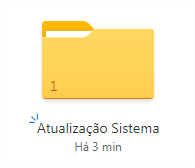 1
Atualização Sistema
Há 3 min